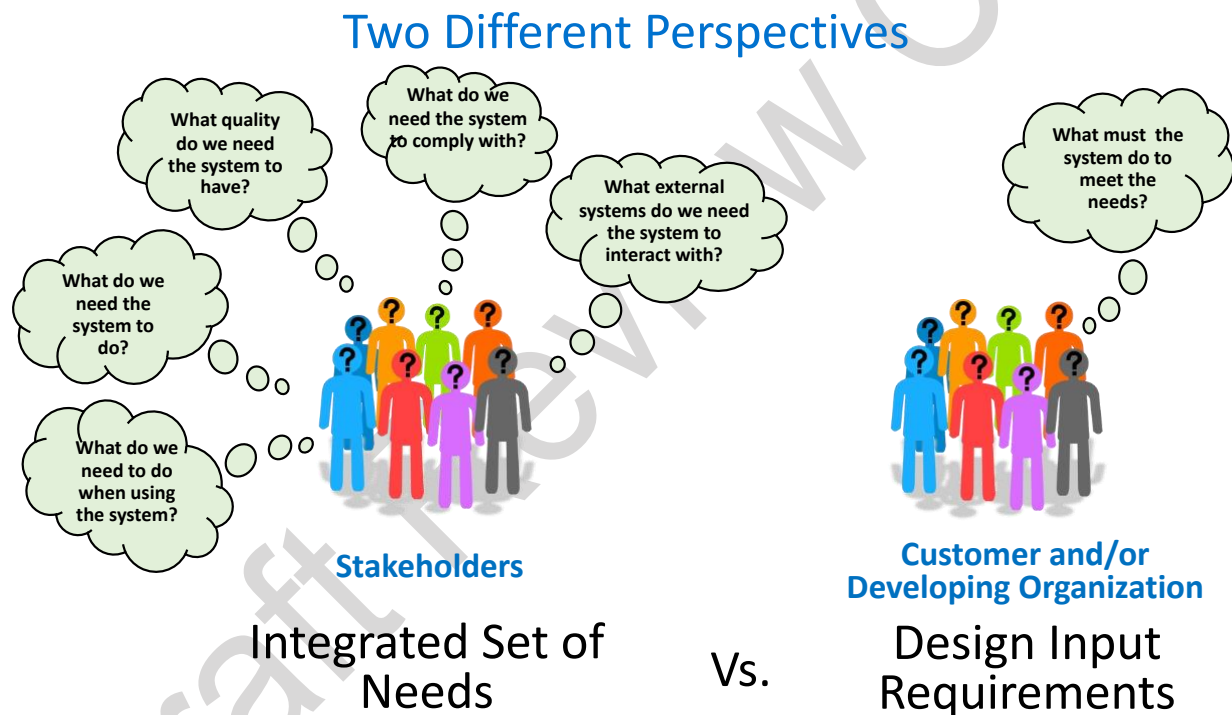 Two Different Perspectives
What quality
do we need
the system to
have?
What do we
need the system
to comply with?
What external
systems do we need
the system to
interact with?
What must the
system do to
meet the
needs?
What do we
need the
system to
do?
What do we
need to do
when using
the system?
? ? ? ? ? ? ? ?
? ? ? ? ? ? ? ?
Stakeholders
Customer and/or
Developing Organization
Integrated Set of
Needs
Vs.
Design Input
Requirements
raft Review O